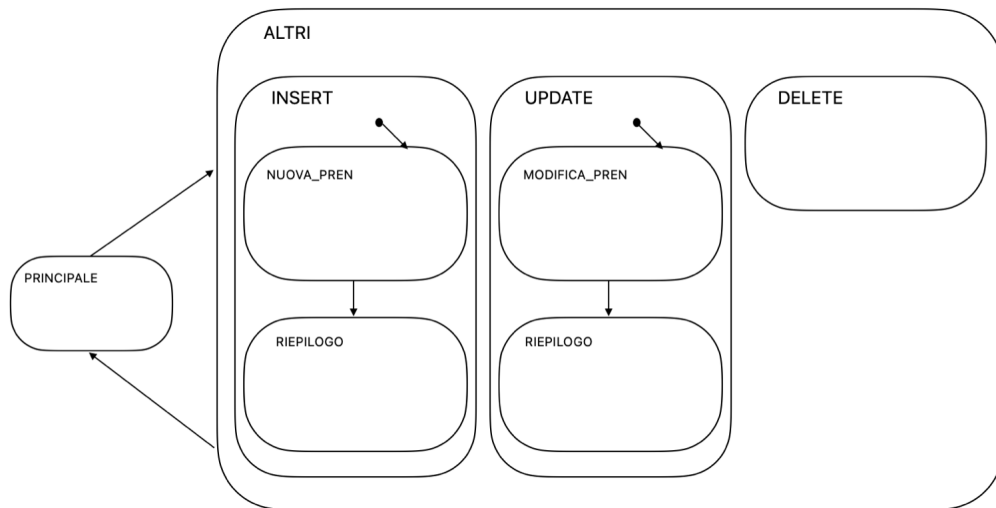 ALTRI
INSERT
UPDATE
DELETE
NUOVA_PREN
MODIFICA_PREN
PRINCIPALE
RIEPILOGO
RIEPILOGO